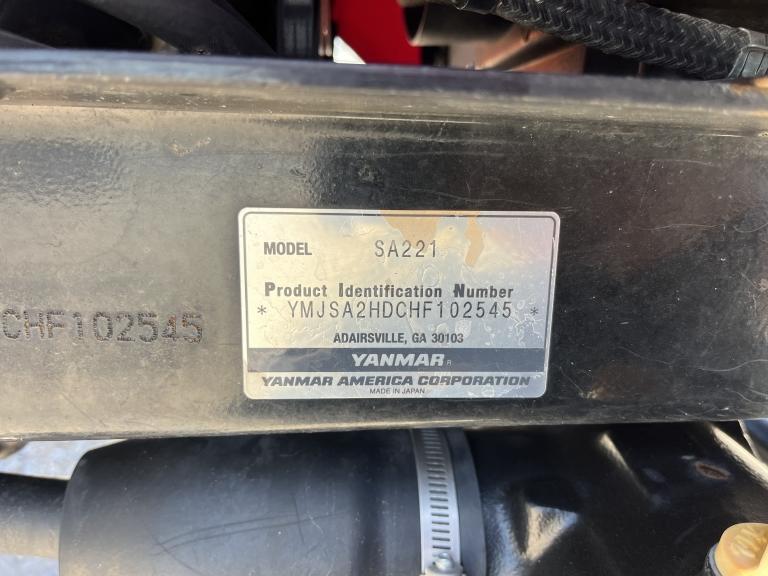 MODEL SA221
Product Identification Number
* YMJSA2HDCHF102545 *
ADAIRSVILLE, GA 30103
YANMAR®
YANMAR AMERICA CORPORATION
MADE IN JAPAN
CHF102545